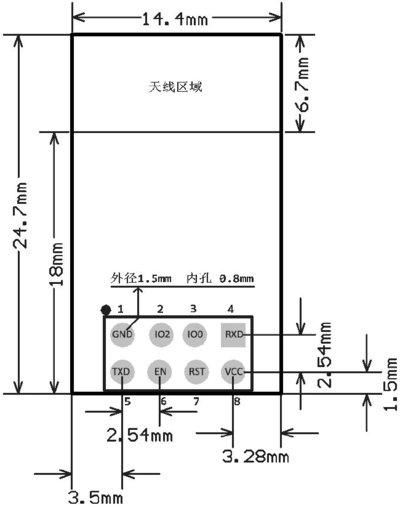 14.4mm
天线区域
6.7mm
24.7mm
18mm
外径1.5mm 内孔 0.8mm
1 2 3 4
GND IO2 IO0 RXD
TXD EN RST VCC
5 6 7 8
2.54mm
1.5mm
2.54mm
3.28mm
3.5mm